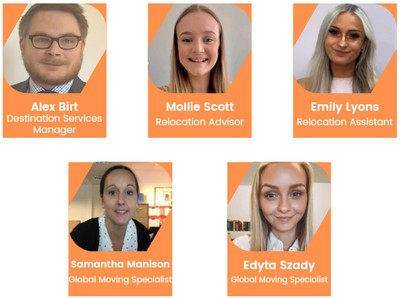 Alex Birt
Destination Services
Manager
Mollie Scott
Relocation Advisor
Emily Lyons
Relocation Assistant
Samantha Manison
Global Moving Specialist
Edyta Szady
Global Moving Specialist